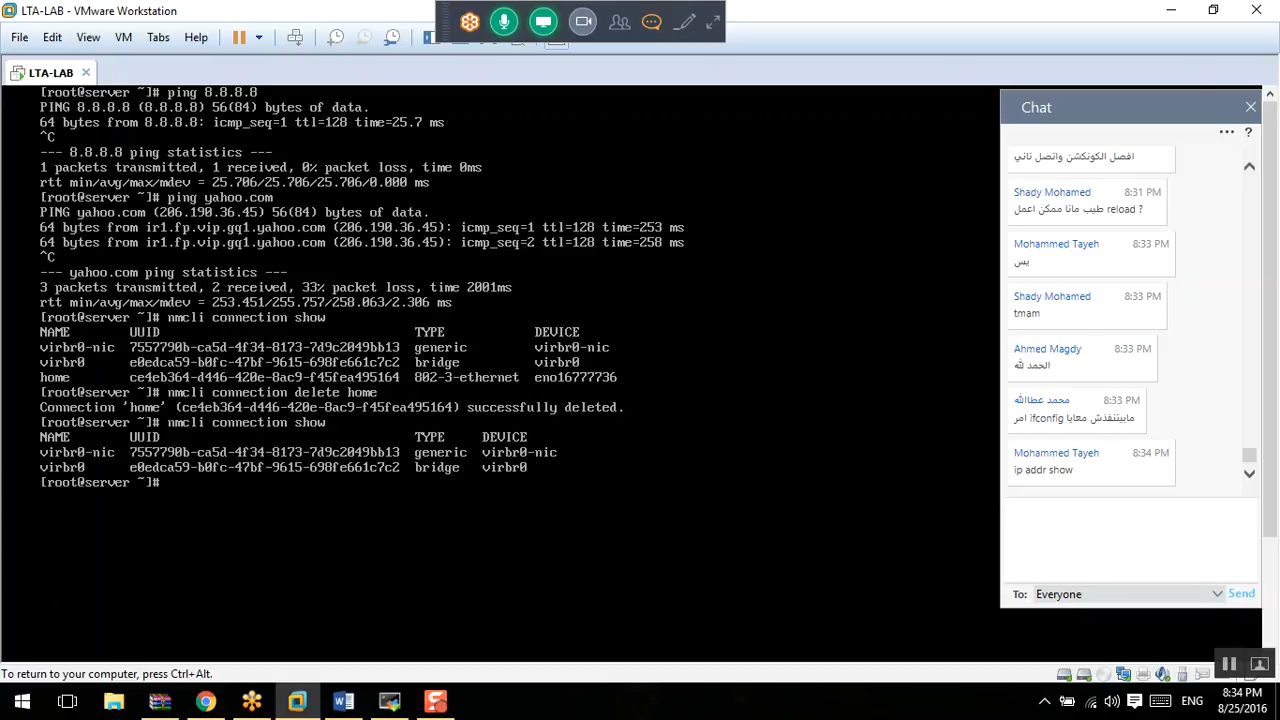 LTA-LAB - VMware Workstation
File Edit View VM Tabs Help
LTA-LAB
[root@server ~]# ping 8.8.8.8
PING 8.8.8.8 (8.8.8.8) 56(84) bytes of data.
64 bytes from 8.8.8.8: icmp_seq=1 ttl=128 time=25.7 ms
^C
--- 8.8.8.8 ping statistics ---
1 packets transmitted, 1 received, 0% packet loss, time 0ms
rtt min/avg/max/mdev = 25.706/25.706/25.706/0.000 ms
[root@server ~]# ping yahoo.com
PING yahoo.com (206.190.36.45) 56(84) bytes of data.
64 bytes from ir1.fp.vip.gq1.yahoo.com (206.190.36.45): icmp_seq=1 ttl=128 time=253 ms
64 bytes from ir1.fp.vip.gq1.yahoo.com (206.190.36.45): icmp_seq=2 ttl=128 time=258 ms
^C
--- yahoo.com ping statistics ---
3 packets transmitted, 2 received, 33% packet loss, time 2001ms
rtt min/avg/max/mdev = 253.451/255.757/258.063/2.306 ms
[root@server ~]# nmcli connection show
NAME UUID TYPE DEVICE
virbr0-nic 7557790b-ca5d-4f34-8173-7d9c2049bb13 generic virbr0-nic
virbr0 e0edca59-b0fc-47bf-9615-698fe661c7c2 bridge virbr0
home ce4eb364-d446-420e-8ac9-f45fea495164 802-3-ethernet eno16777736
[root@server ~]# nmcli connection delete home
Connection 'home' (ce4eb364-d446-420e-8ac9-f45fea495164) successfully deleted.
[root@server ~]# nmcli connection show
NAME UUID TYPE DEVICE
virbr0-nic 7557790b-ca5d-4f34-8173-7d9c2049bb13 generic virbr0-nic
virbr0 e0edca59-b0fc-47bf-9615-698fe661c7c2 bridge virbr0
[root@server ~]#
Chat
افصل الكونكشن واتصل تاني
Shady Mohamed 8:31 PM
طيب مانا ممكن اعمل reload ?
Mohammed Tayeh 8:33 PM
يس
Shady Mohamed 8:33 PM
tmam
Ahmed Magdy 8:33 PM
الحمد لله
محمد عطاالله 8:33 PM
مابيتنفذش معايا ifconfig امر
Mohammed Tayeh 8:34 PM
ip addr show
To: Everyone Send
To return to your computer, press Ctrl+Alt.
ENG
8:34 PM
8/25/2016